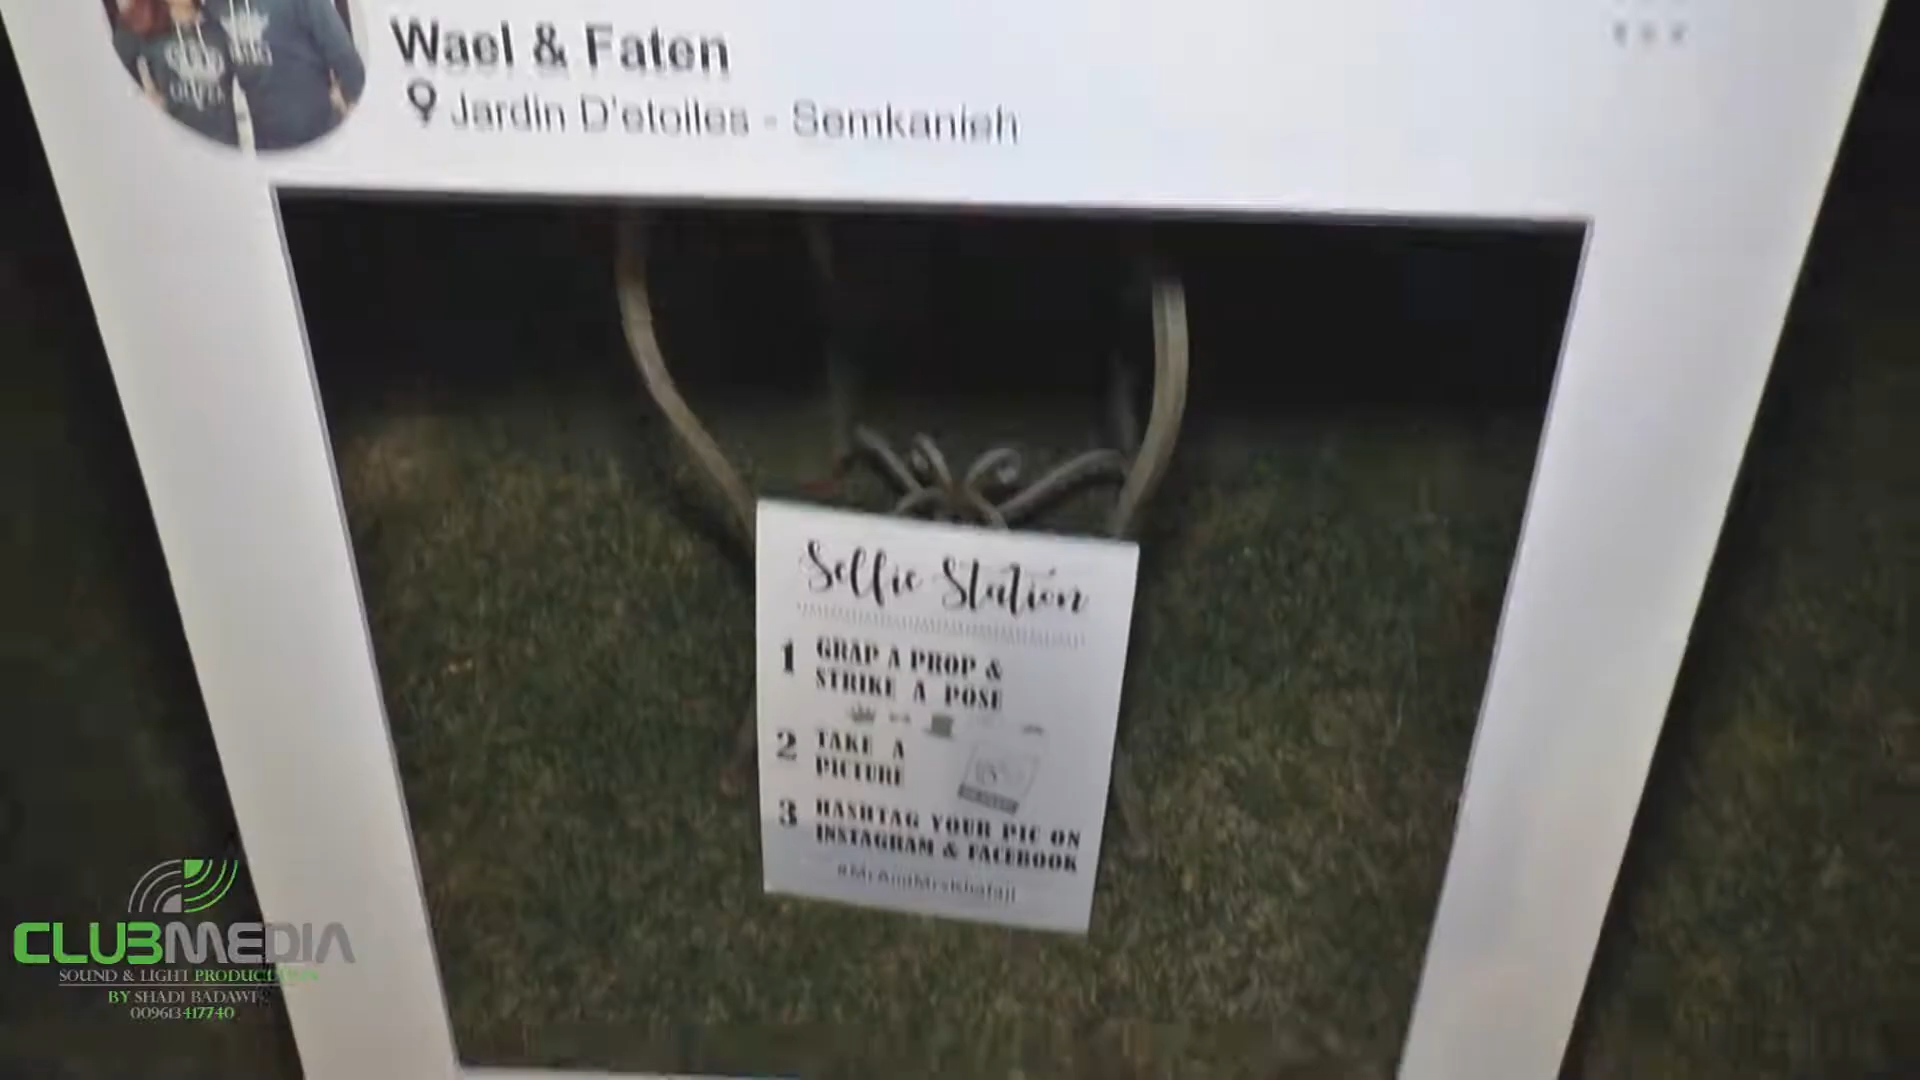 Wael & Faten
Jardin D'etoiles - Semkanieh
Selfie Station
1 GRAP A PROP &
STRIKE A POSE
2 TAKE A
PICTURE
3 HASHTAG YOUR PIC ON
INSTAGRAM & FACEBOOK
CLUBMEDIA
SOUND & LIGHT PRODUCTION
BY SHADI BADAWI
009613417740